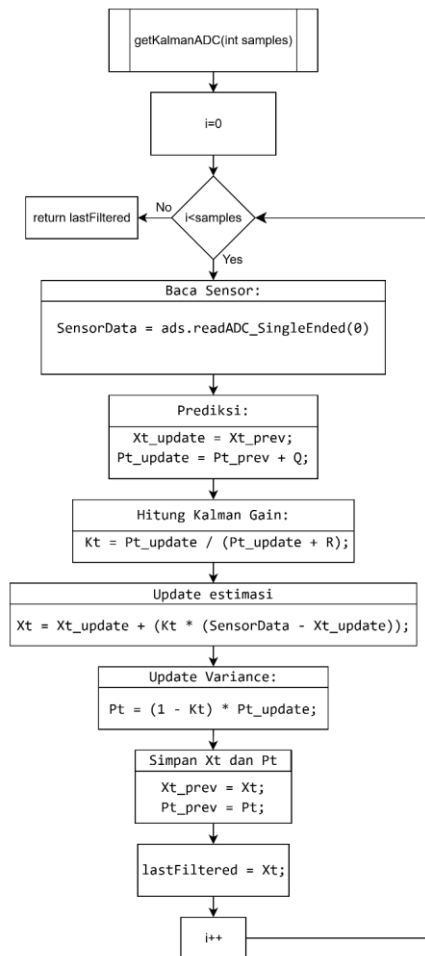 getKalmanADC(int samples)
i=0
i<samples
No
return lastFiltered
Yes
Baca Sensor:
SensorData = ads.readADC_SingleEnded(0)
Prediksi:
Xt_update = Xt_prev;
Pt_update = Pt_prev + Q;
Hitung Kalman Gain:
Kt = Pt_update / (Pt_update + R);
Update estimasi
Xt = Xt_update + (Kt * (SensorData - Xt_update));
Update Variance:
Pt = (1 - Kt) * Pt_update;
Simpan Xt dan Pt
Xt_prev = Xt;
Pt_prev = Pt;
lastFiltered = Xt;
i++